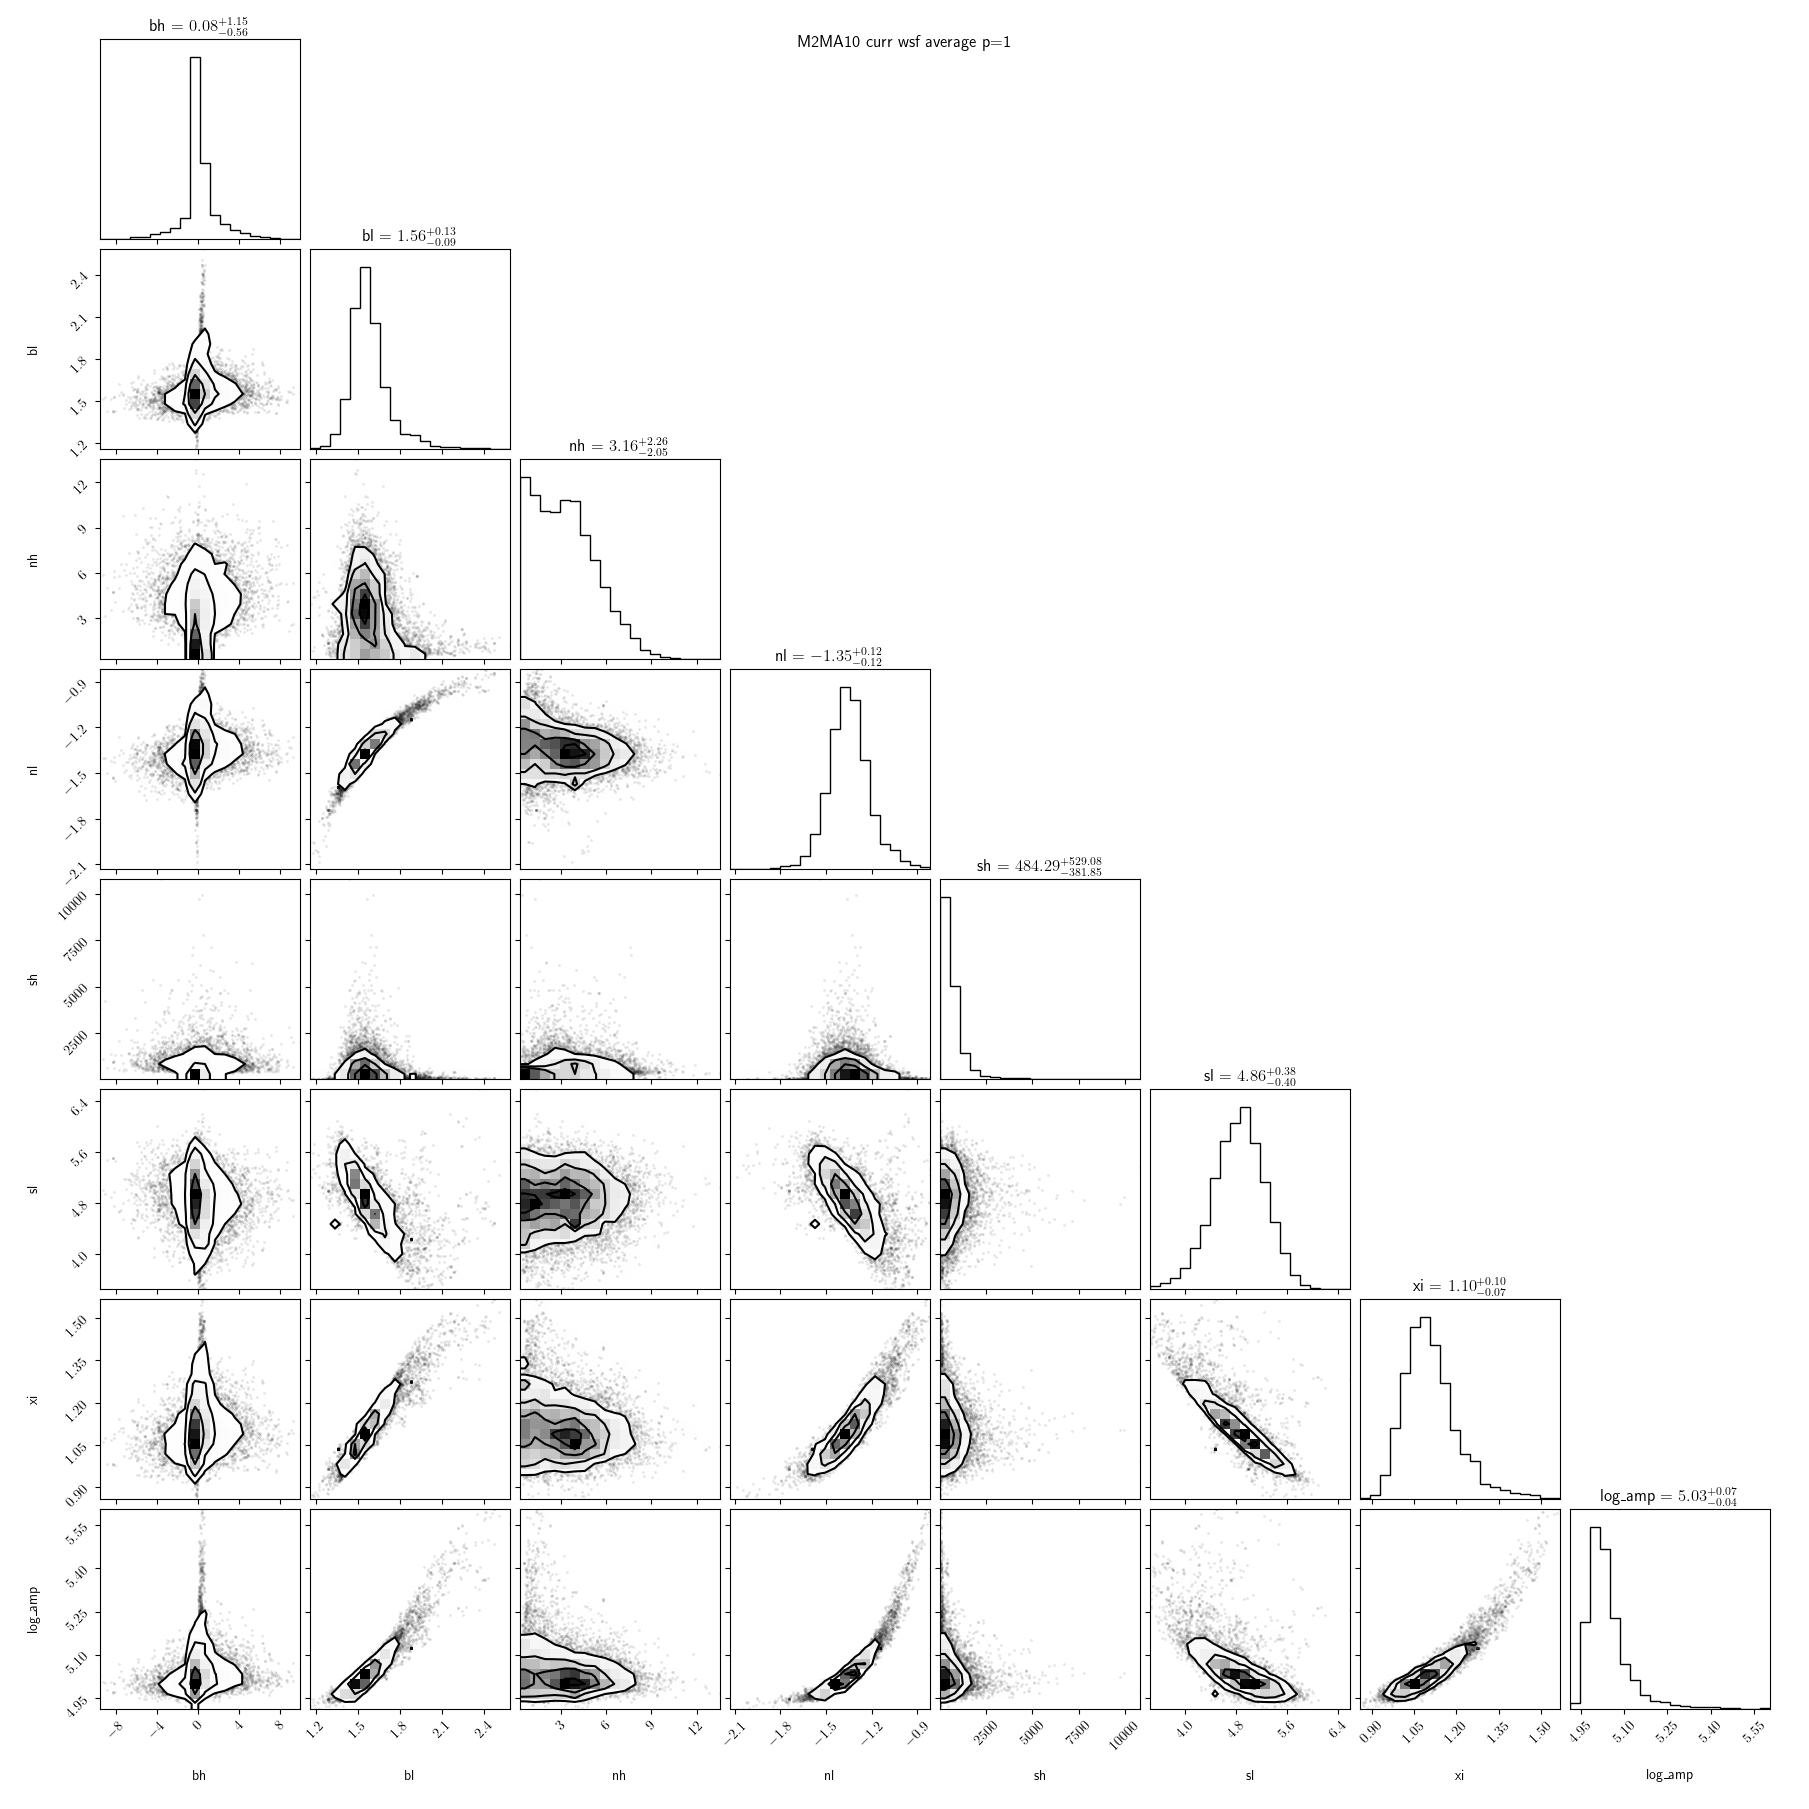 M2MA10 curr wsf average p=1
bh = 0.08^{+1.15}_{-0.56}
bl = 1.56^{+0.13}_{-0.09}
bl
2.4
2.1
1.8
1.5
1.2
nh = 3.16^{+2.26}_{-2.05}
nh
12
9
6
3
nl = −1.35^{+0.12}_{-0.12}
nl
−0.9
−1.2
−1.5
−1.8
−2.1
sh = 484.29^{+529.08}_{-381.85}
sh
10000
7500
5000
2500
sl = 4.86^{+0.38}_{-0.40}
sl
6.4
5.6
4.8
4.0
xi = 1.10^{+0.10}_{-0.07}
xi
1.50
1.35
1.20
1.05
0.90
log_amp = 5.03^{+0.07}_{-0.04}
log_amp
5.55
5.40
5.25
5.10
4.95
−8 −4 0 4 8 1.2 1.5 1.8 2.1 2.4 3 6 9 12 −2.1 −1.8 −1.5 −1.2 −0.9 2500 5000 7500 10000 4.0 4.8 5.6 6.4 0.90 1.05 1.20 1.35 1.50 4.95 5.10 5.25 5.40 5.55
bh bl nh nl sh sl xi log_amp